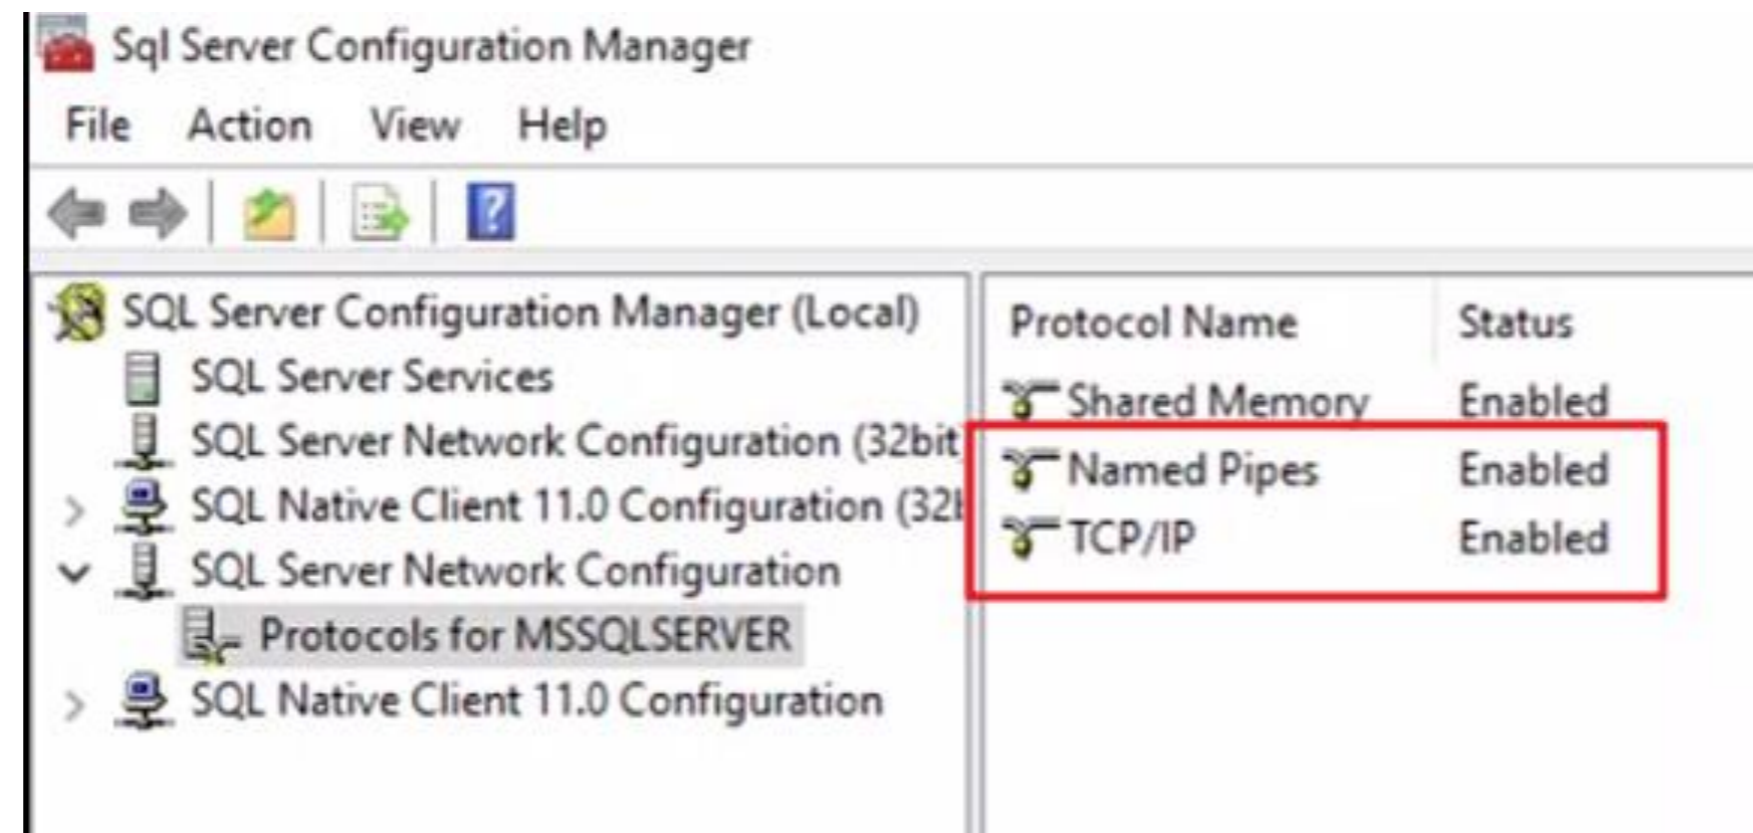 Sql Server Configuration Manager
File Action View Help
SQL Server Configuration Manager (Local)
SQL Server Services
SQL Server Network Configuration (32bit
SQL Native Client 11.0 Configuration (32b
SQL Server Network Configuration
Protocols for MSSQLSERVER
SQL Native Client 11.0 Configuration
Protocol Name Status
Shared Memory Enabled
Named Pipes Enabled
TCP/IP Enabled